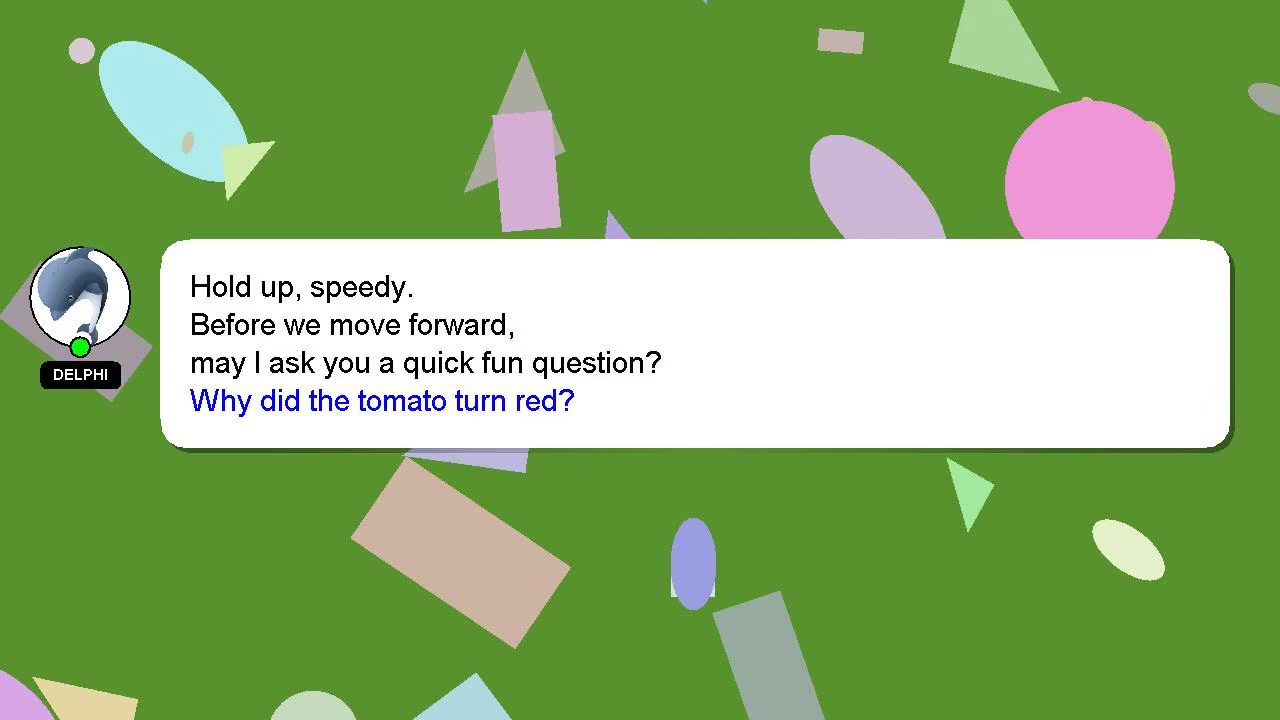 Hold up, speedy.
Before we move forward,
may I ask you a quick fun question?
Why did the tomato turn red?
DELPHI